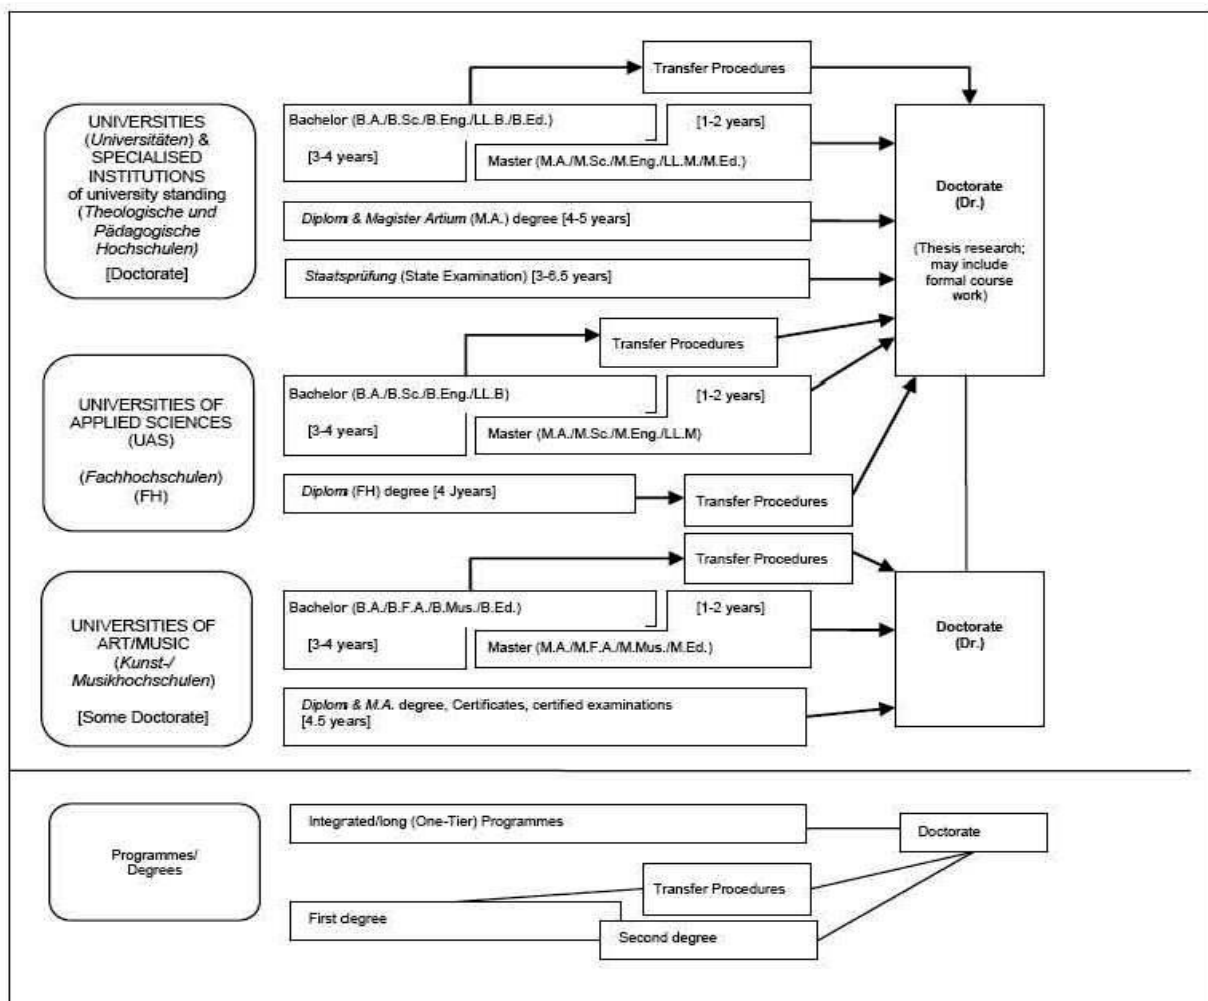 Transfer Procedures
UNIVERSITIES
(Universitäten) &
SPECIALISED
INSTITUTIONS
of university standing
(Theologische und
Pädagogische
Hochschulen)
[Doctorate]
Bachelor (B.A./B.Sc./B.Eng./LL.B./B.Ed.)
[3-4 years]
[1-2 years]
Master (M.A./M.Sc./M.Eng./LL.M./M.Ed.)
Diplom & Magister Artium (M.A.) degree [4-5 years]
Staatsprüfung (State Examination) [3-6.5 years]
Doctorate
(Dr.)
(Thesis research;
may include
formal course
work)
Transfer Procedures
UNIVERSITIES OF
APPLIED SCIENCES
(UAS)
(Fachhochschulen)
(FH)
Bachelor (B.A./B.Sc./B.Eng./LL.B)
[3-4 years]
[1-2 years]
Master (M.A./M.Sc./M.Eng./LL.M)
Diplom (FH) degree [4 Jyears]
Transfer Procedures
Transfer Procedures
UNIVERSITIES OF
ART/MUSIC
(Kunst-/
Musikhochschulen)
[Some Doctorate]
Bachelor (B.A./B.F.A./B.Mus./B.Ed.)
[3-4 years]
[1-2 years]
Master (M.A./M.F.A./M.Mus./M.Ed.)
Diplom & M.A. degree, Certificates, certified examinations
[4.5 years]
Doctorate
(Dr.)
Programmes/
Degrees
Integrated/long (One-Tier) Programmes
Doctorate
Transfer Procedures
First degree
Second degree